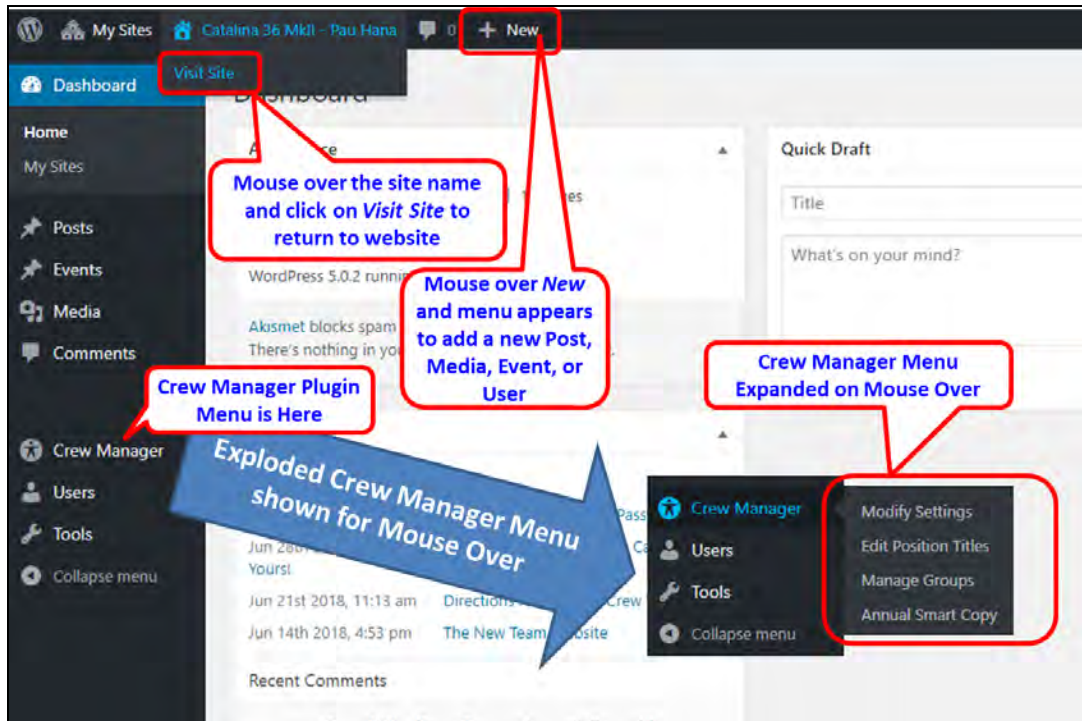 My Sites Catalina 36 MkII - Pau Hana 0 + New
Visit Site
Dashboard
Dashboard
Home
My Sites
Posts
Events
Media
Comments
Crew Manager
Users
Tools
Collapse menu
Mouse over the site name
and click on Visit Site to
return to website
WordPress 5.0.2
Akismet blocks spam
There's nothing in
Mouse over New
and menu appears
to add a new Post,
Media, Event, or
User
Quick Draft
Title
What's on your mind?
Crew Manager Plugin
Menu is Here
Crew Manager Menu
Expanded on Mouse Over
Exploded Crew Manager Menu
shown for Mouse Over
Jun 28th
Yours!
Jun 21st 2018, 11:13 am Directions Crew
Jun 14th 2018, 4:53 pm The New Team
Recent Comments
Crew Manager
Users
Tools
Collapse menu
Modify Settings
Edit Position Titles
Manage Groups
Annual Smart Copy